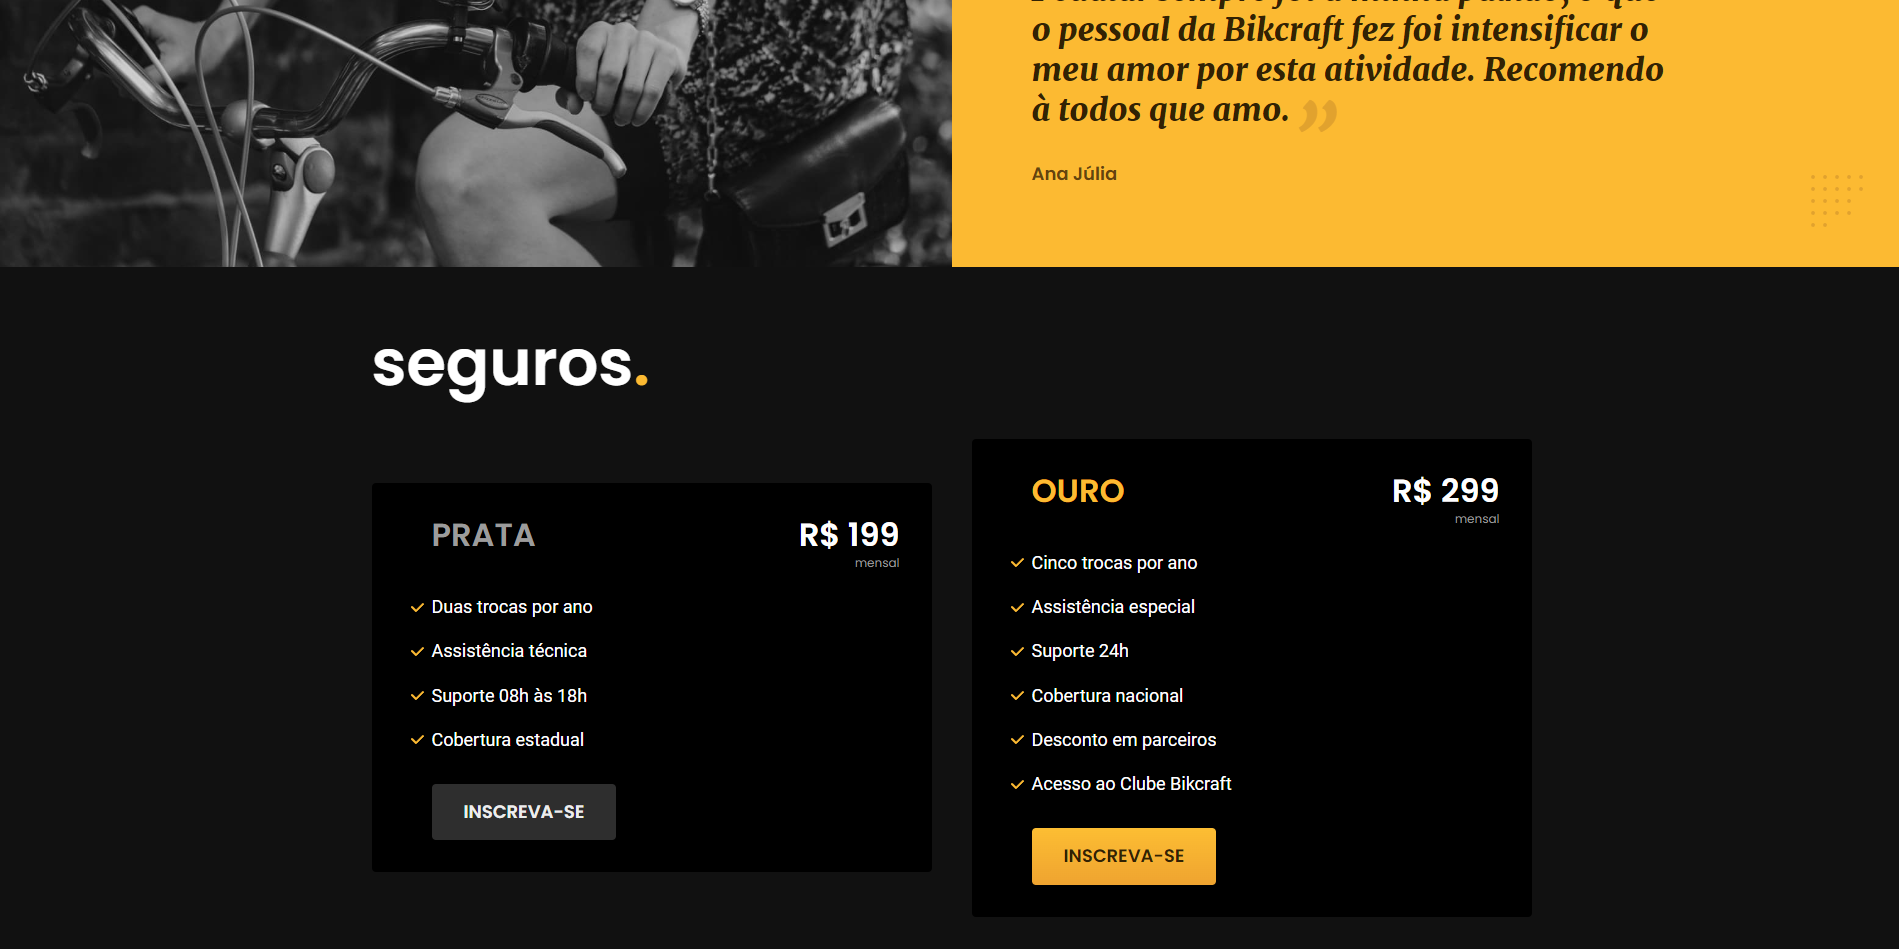 o pessoal da Bikcraft fez foi intensificar o
meu amor por esta atividade. Recomendo
à todos que amo. ”
Ana Júlia
seguros.
PRATA
R$ 199
mensal
Duas trocas por ano
Assistência técnica
Suporte 08h às 18h
Cobertura estadual
INSCREVA-SE
OURO
R$ 299
mensal
Cinco trocas por ano
Assistência especial
Suporte 24h
Cobertura nacional
Desconto em parceiros
Acesso ao Clube Bikcraft
INSCREVA-SE